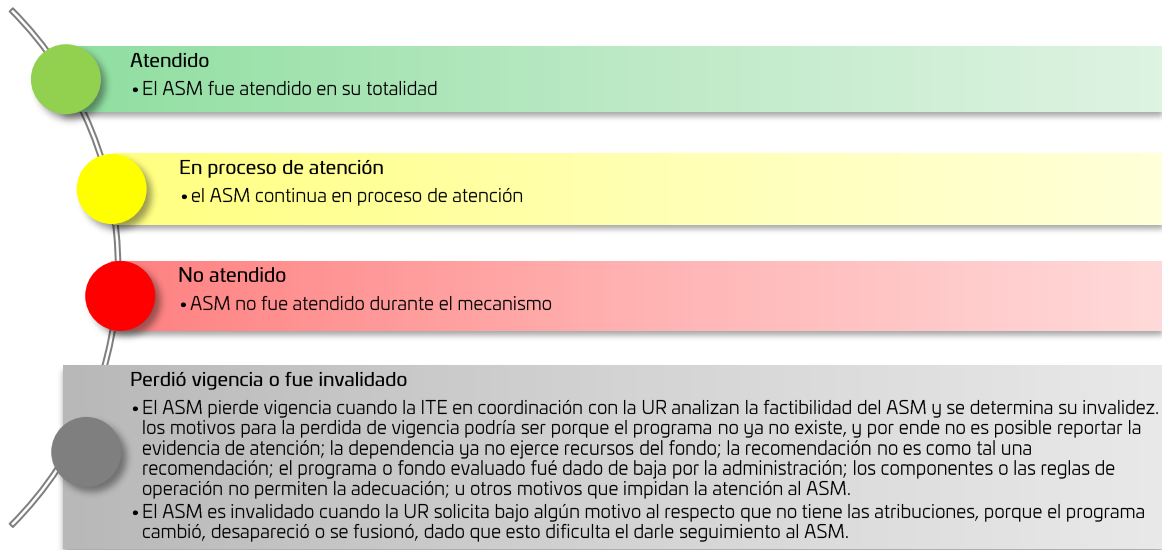 Atendido
• El ASM fue atendido en su totalidad
En proceso de atención
• el ASM continua en proceso de atención
No atendido
• ASM no fue atendido durante el mecanismo
Perdió vigencia o fue invalidado
• El ASM pierde vigencia cuando la ITE en coordinación con la UR analizan la factibilidad del ASM y se determina su invalidez.
los motivos para la perdida de vigencia podría ser porque el programa no ya no existe, y por ende no es posible reportar la
evidencia de atención; la dependencia ya no ejerce recursos del fondo; la recomendación no es como tal una
recomendación; el programa o fondo evaluado fué dado de baja por la administración; los componentes o las reglas de
operación no permiten la adecuación; u otros motivos que impidan la atención al ASM.
• El ASM es invalidado cuando la UR solicita bajo algún motivo al respecto que no tiene las atribuciones, porque el programa
cambió, desapareció o se fusionó, dado que esto dificulta el darle seguimiento al ASM.